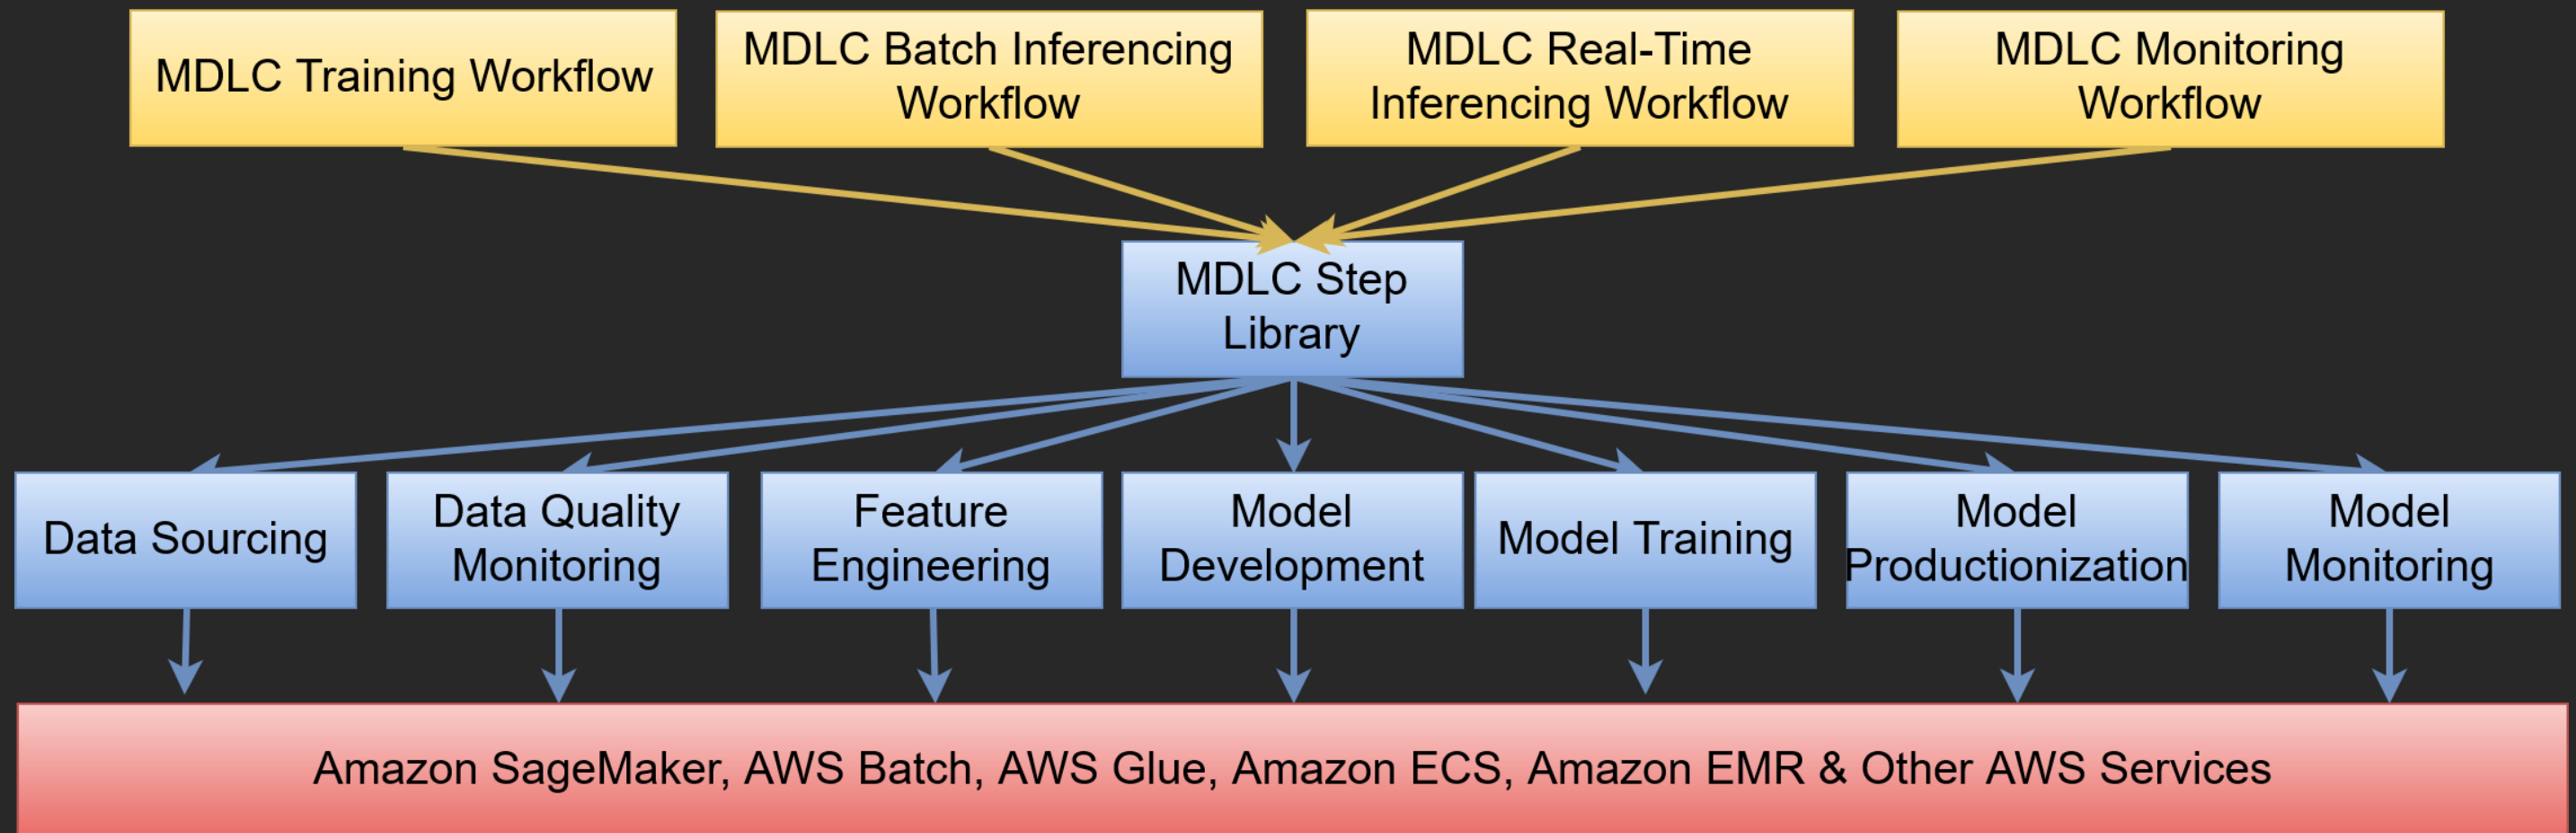 MDLC Training Workflow
MDLC Batch Inferencing
Workflow
MDLC Real-Time
Inferencing Workflow
MDLC Monitoring
Workflow
MDLC Step
Library
Data Sourcing
Data Quality
Monitoring
Feature
Engineering
Model
Development
Model Training
Model
Productionization
Model
Monitoring
Amazon SageMaker, AWS Batch, AWS Glue, Amazon ECS, Amazon EMR & Other AWS Services